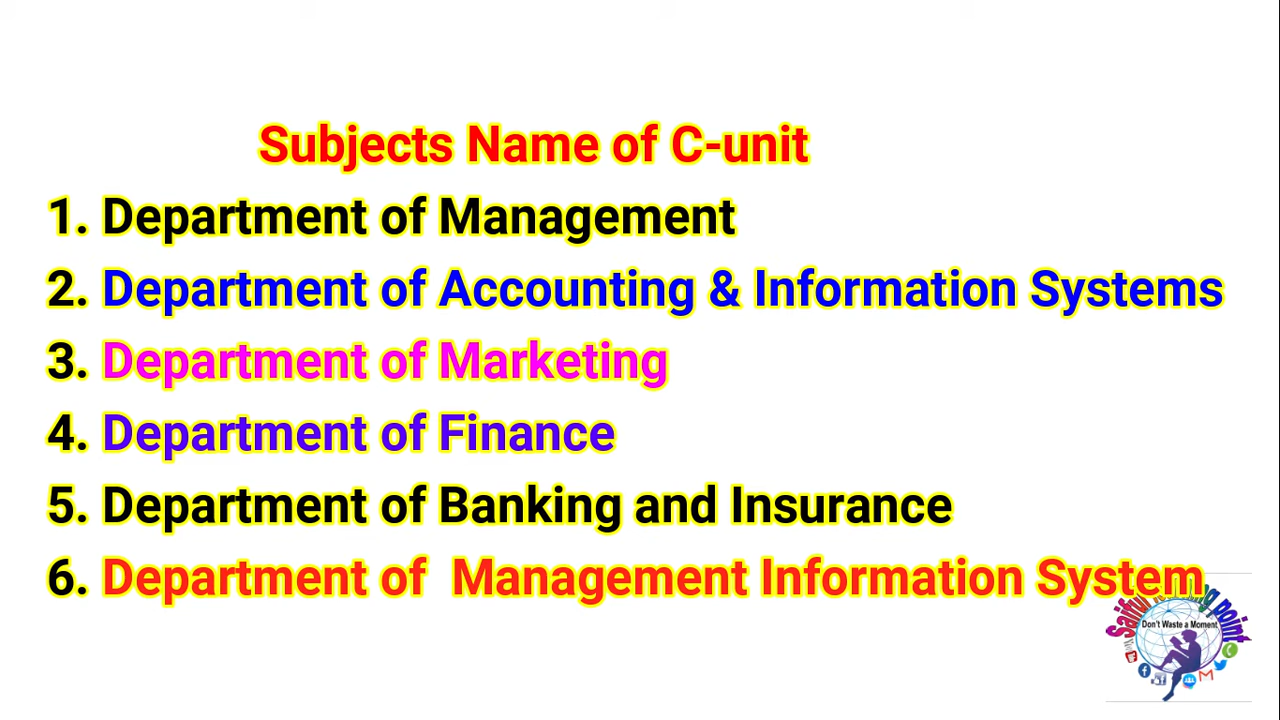 Subjects Name of C-unit
1. Department of Management
2. Department of Accounting & Information Systems
3. Department of Marketing
4. Department of Finance
5. Department of Banking and Insurance
6. Department of  Management Information System
Don't Waste a Moment